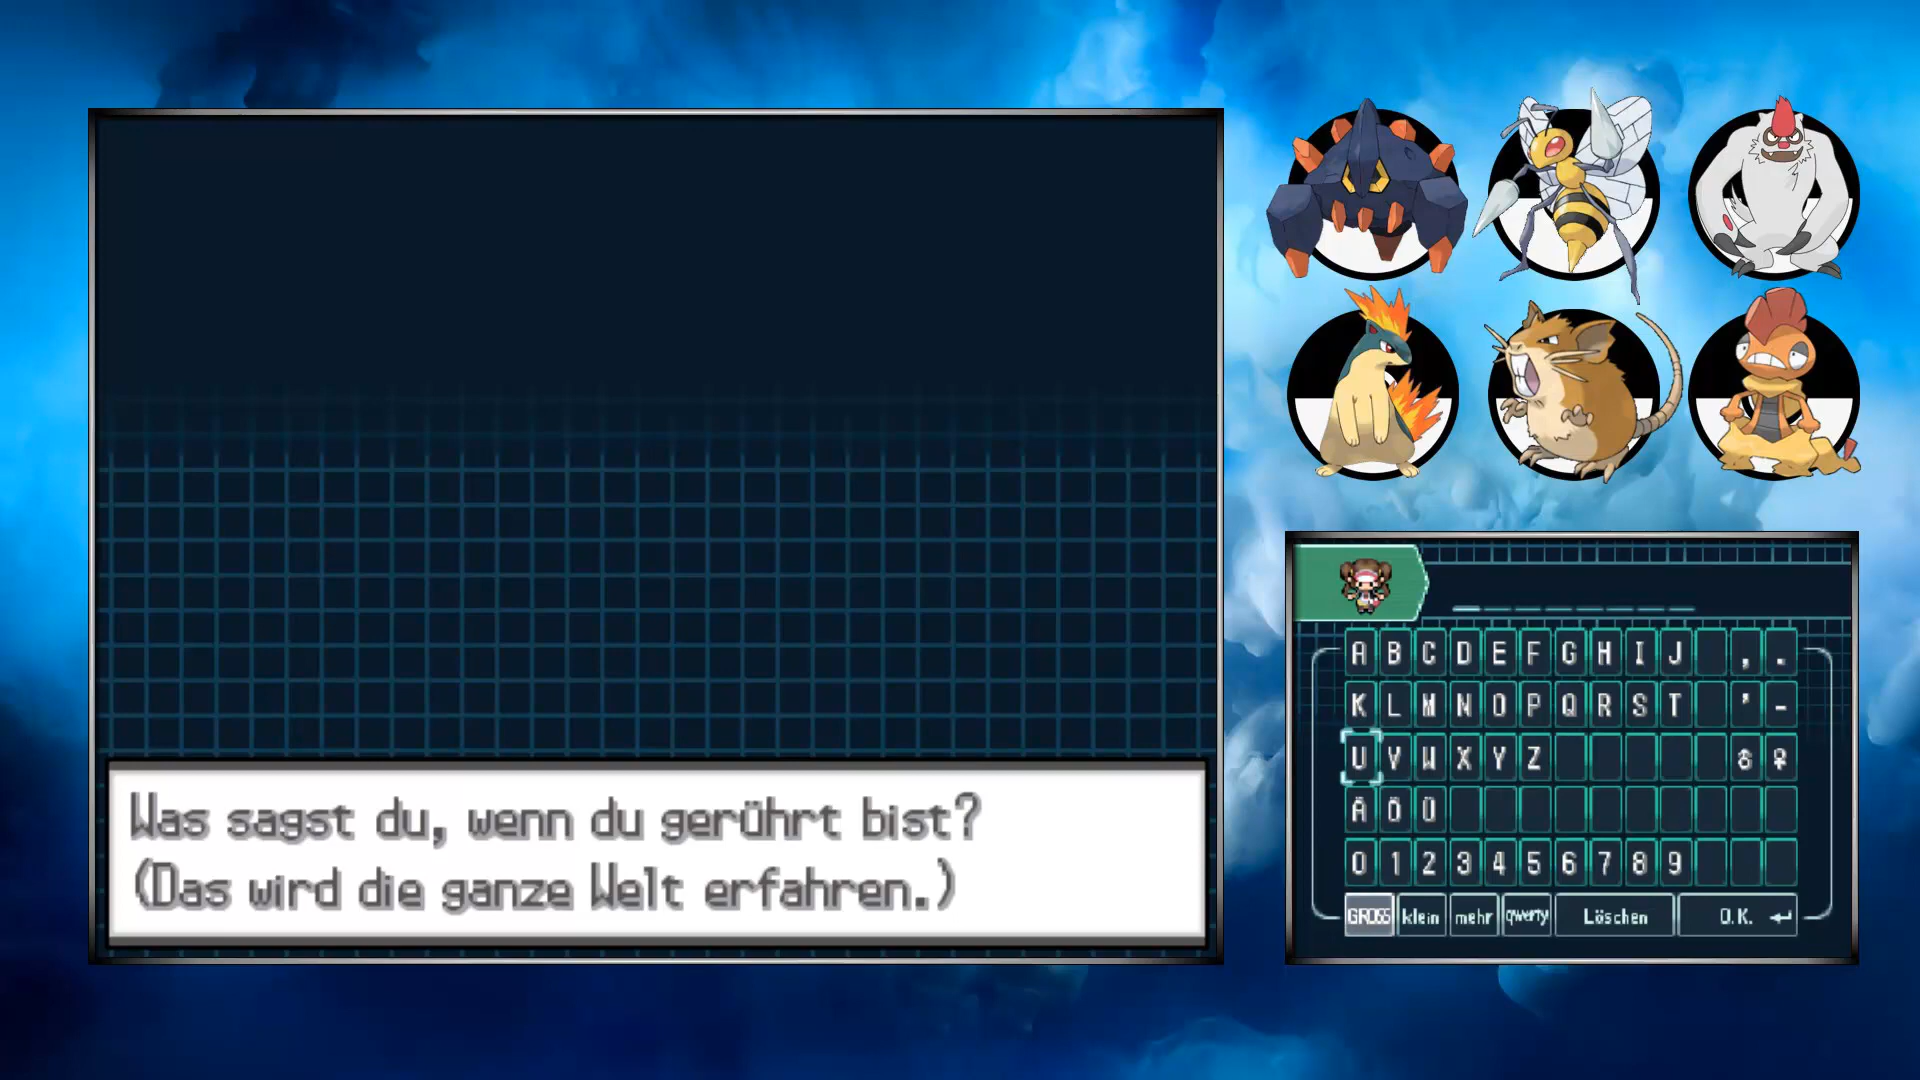 Was sagst du, wenn du gerührt bist?
(Das wird die ganze Welt erfahren.)
A B C D E F G H I J , .
K L M N O P Q R S T ' -
U V W X Y Z ♂ ♀
Ä Ö Ü
0 1 2 3 4 5 6 7 8 9
GROSS klein mehr qwerty Löschen O.K.